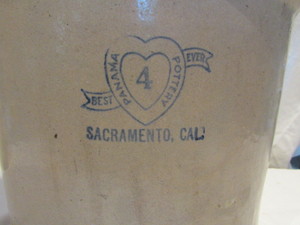 PANAMA POTTERY
4
BEST EVER
SACRAMENTO, CAL.